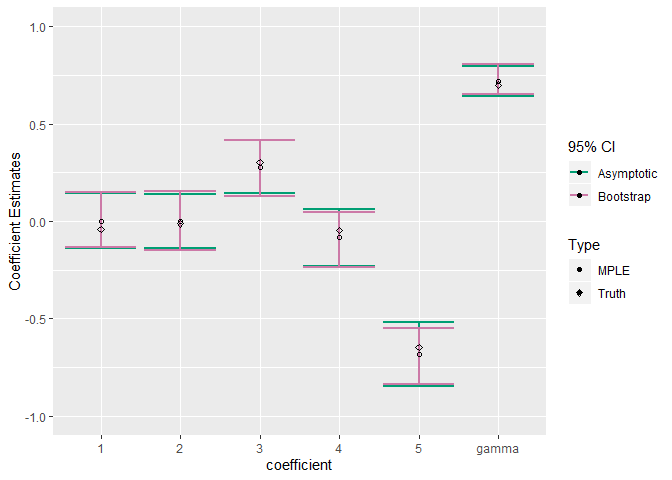 Coefficient Estimates
1.0
0.5
0.0
-0.5
-1.0
1 2 3 4 5 gamma
coefficient
95% CI
Asymptotic
Bootstrap
Type
MPLE
Truth